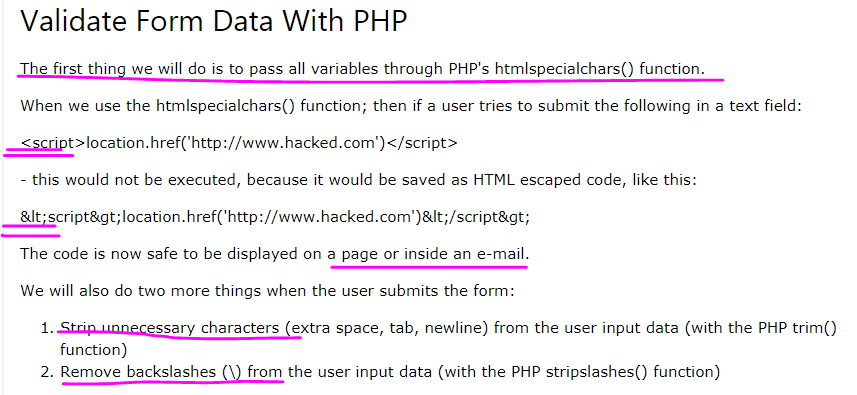 Validate Form Data With PHP
The first thing we will do is to pass all variables through PHP's htmlspecialchars() function.
When we use the htmlspecialchars() function; then if a user tries to submit the following in a text field:
<script>location.href('http://www.hacked.com')</script>
- this would not be executed, because it would be saved as HTML escaped code, like this:
&lt;script&gt;location.href('http://www.hacked.com')&lt;/script&gt;
The code is now safe to be displayed on a page or inside an e-mail.
We will also do two more things when the user submits the form:
1. Strip unnecessary characters (extra space, tab, newline) from the user input data (with the PHP trim()
function)
2. Remove backslashes (\) from the user input data (with the PHP stripslashes() function)